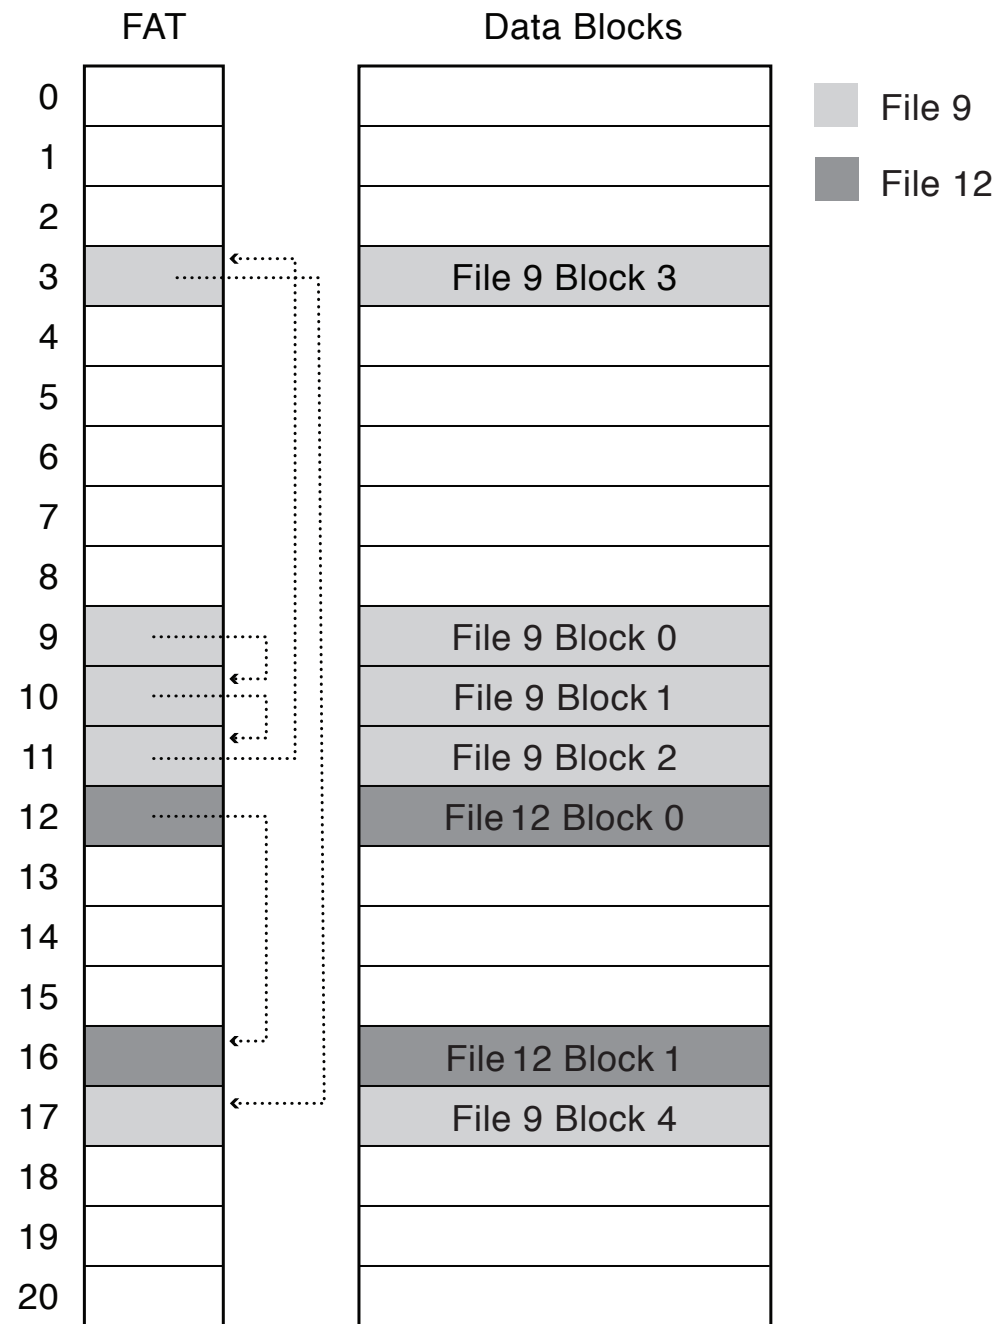 FAT Data Blocks
0
File 9
1
File 12
2
3 File 9 Block 3
4
5
6
7
8
9 File 9 Block 0
10 File 9 Block 1
11 File 9 Block 2
12 File 12 Block 0
13
14
15
16 File 12 Block 1
17 File 9 Block 4
18
19
20